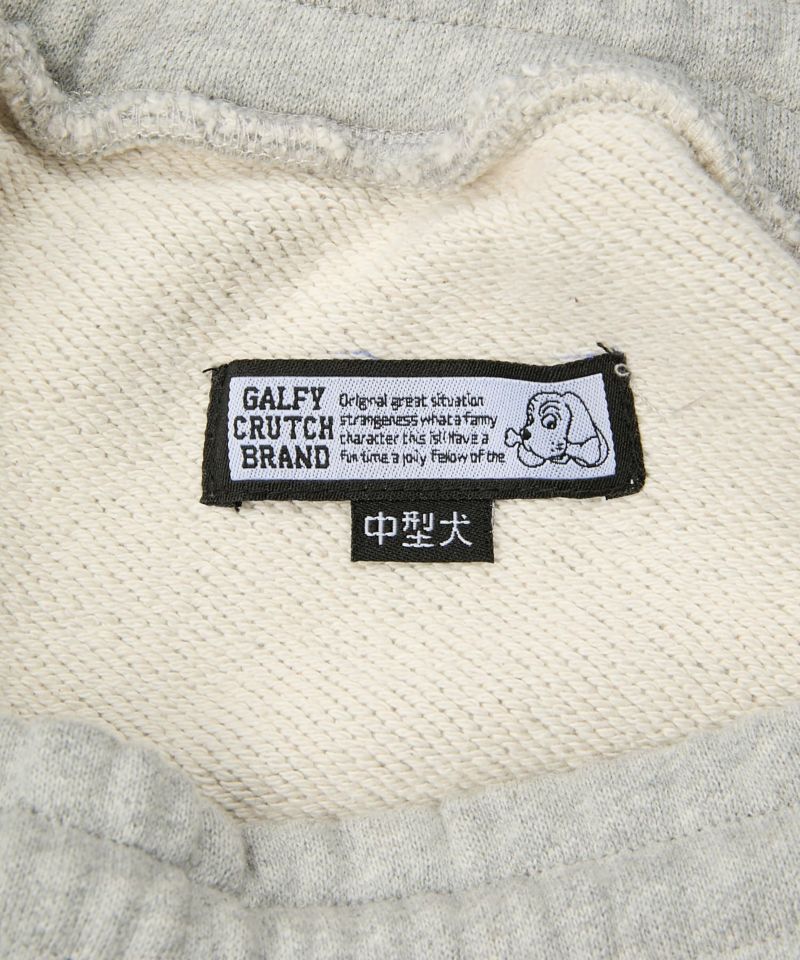 GALFY
CRUTCH
BRAND
Original great situation
strangeness what a fanny
character this is! Have a
fun time a jolly fellow of the
中型犬